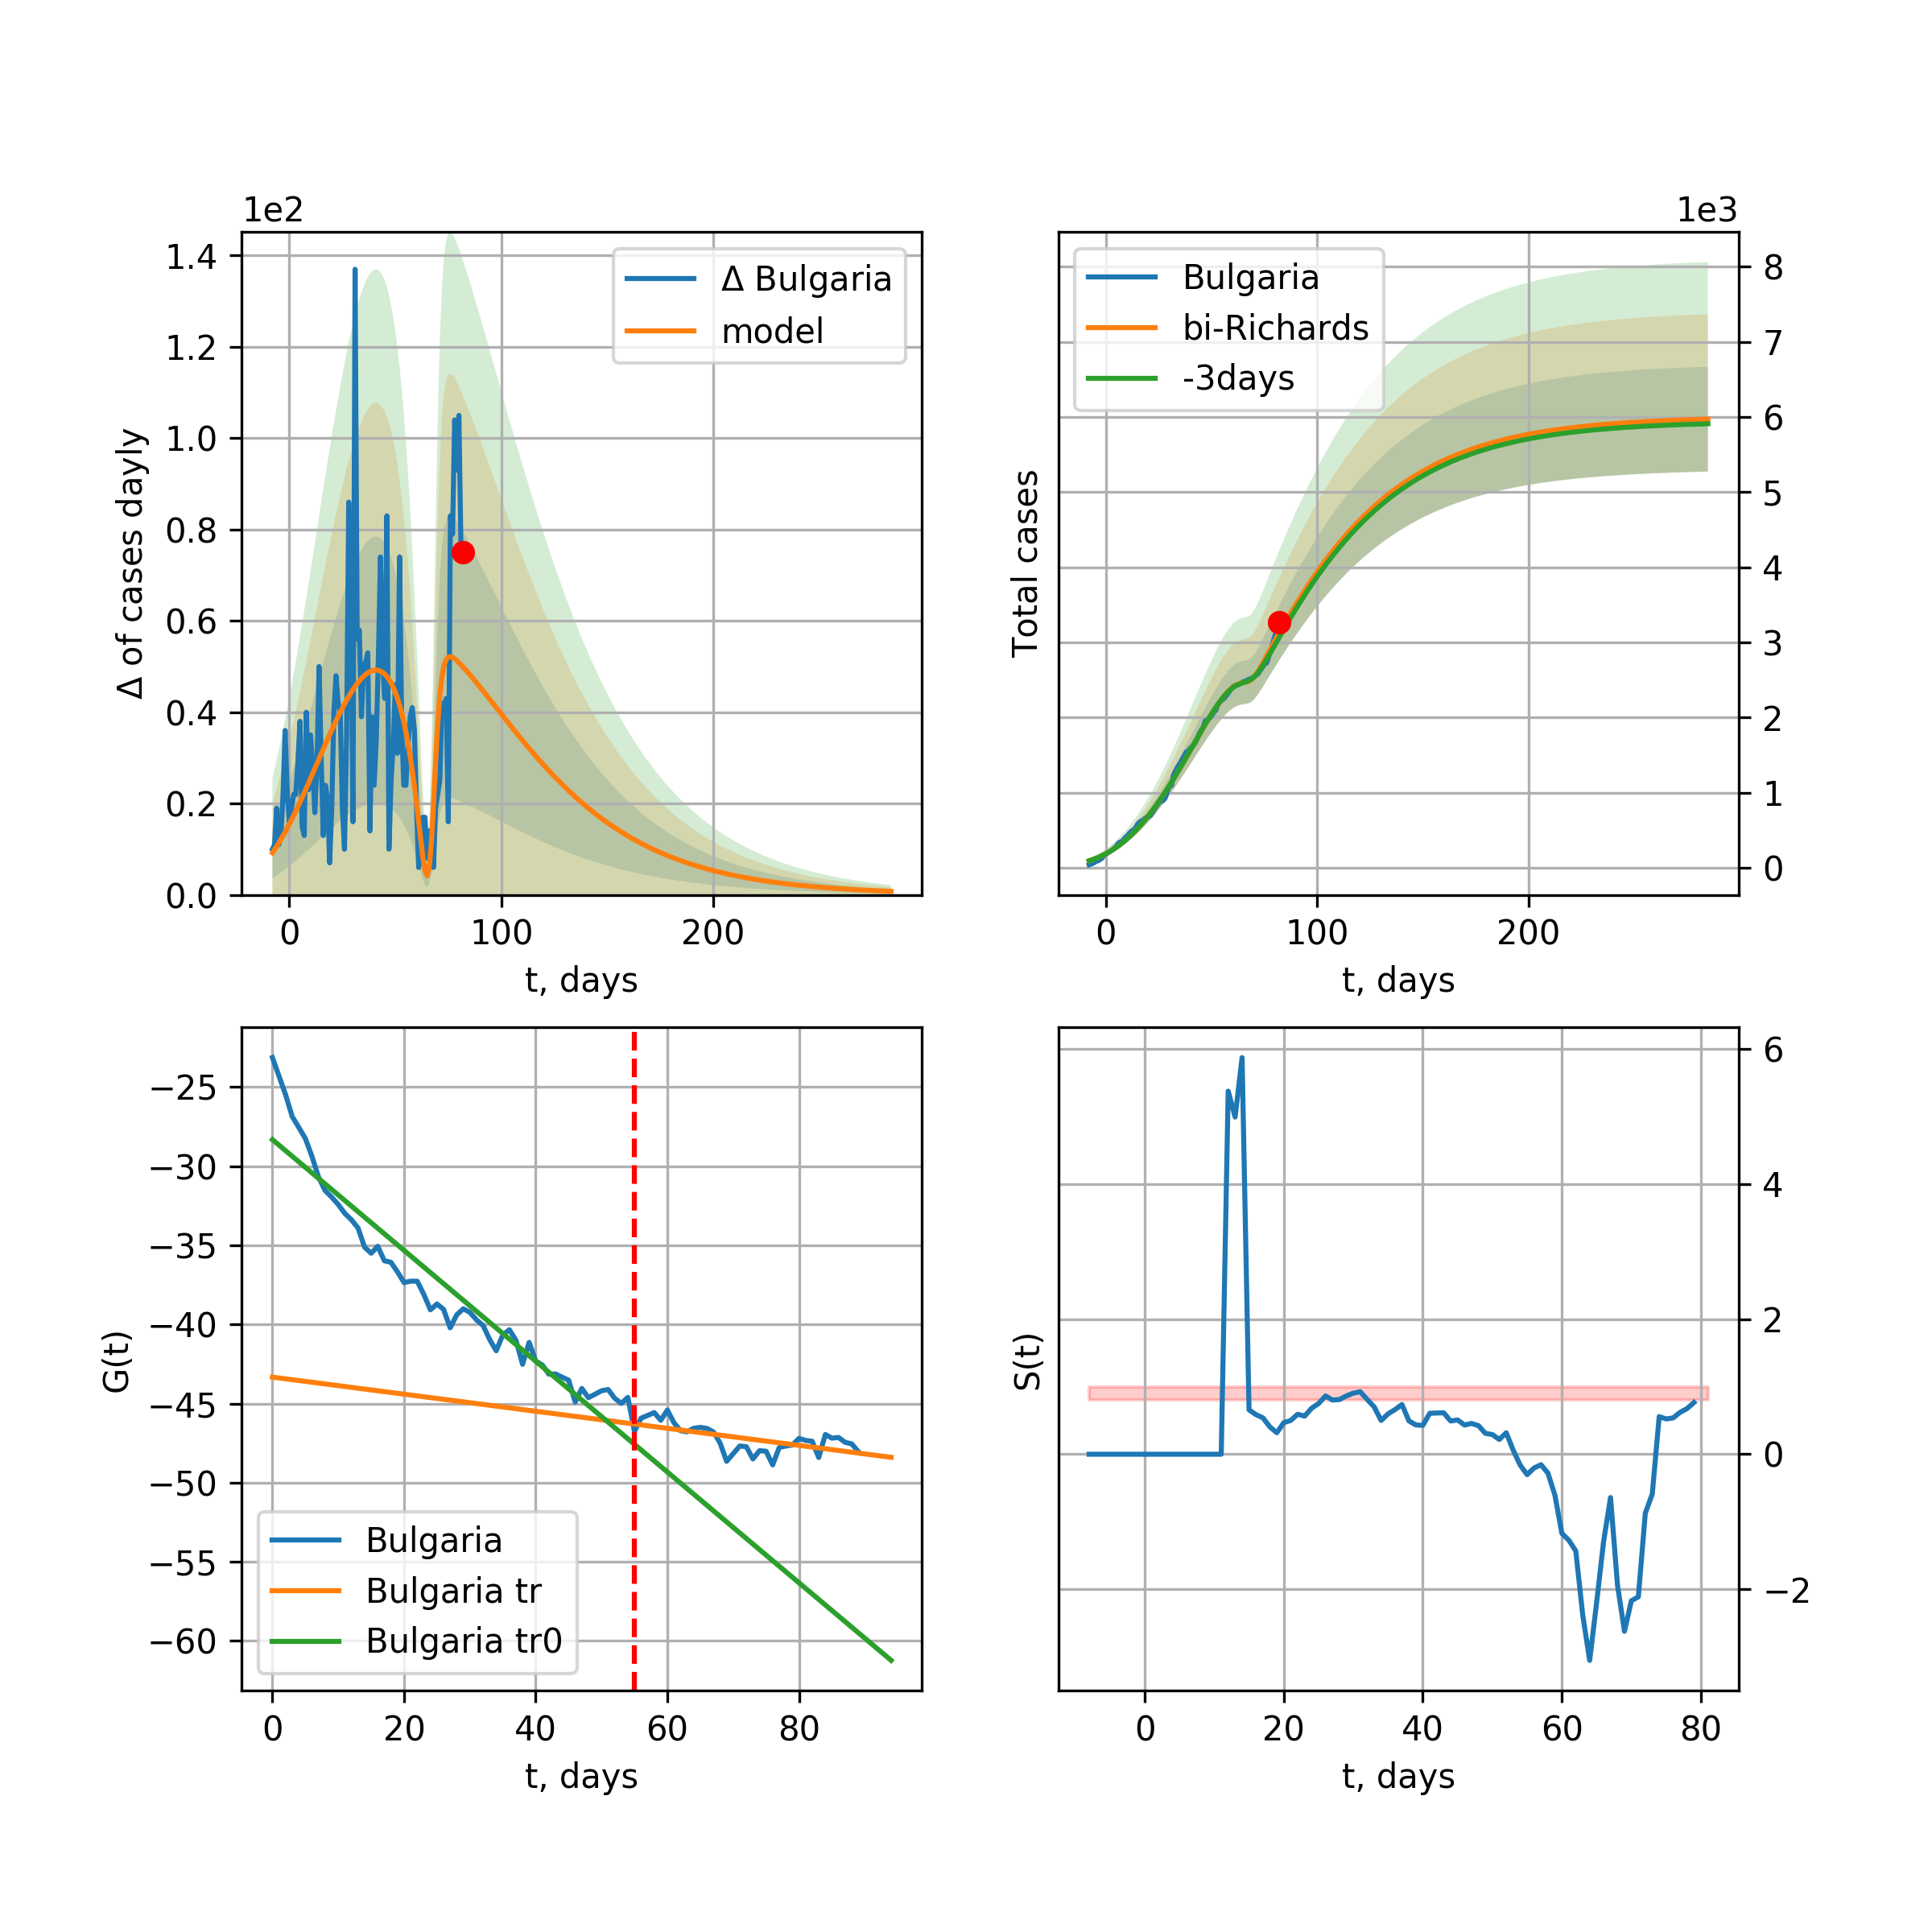 1e2
1.4
1.2
1.0
0.8
0.6
0.4
0.2
0.0
Δ of cases dayly
Δ Bulgaria
model
0
100
200
t, days
1e3
Bulgaria
bi-Richards
-3days
8
7
6
5
4
3
2
1
0
Total cases
0
100
200
t, days
−25
−30
−35
−40
−45
−50
−55
−60
G(t)
Bulgaria
Bulgaria tr
Bulgaria tr0
0
20
40
60
80
t, days
6
4
2
0
−2
S(t)
0
20
40
60
80
t, days